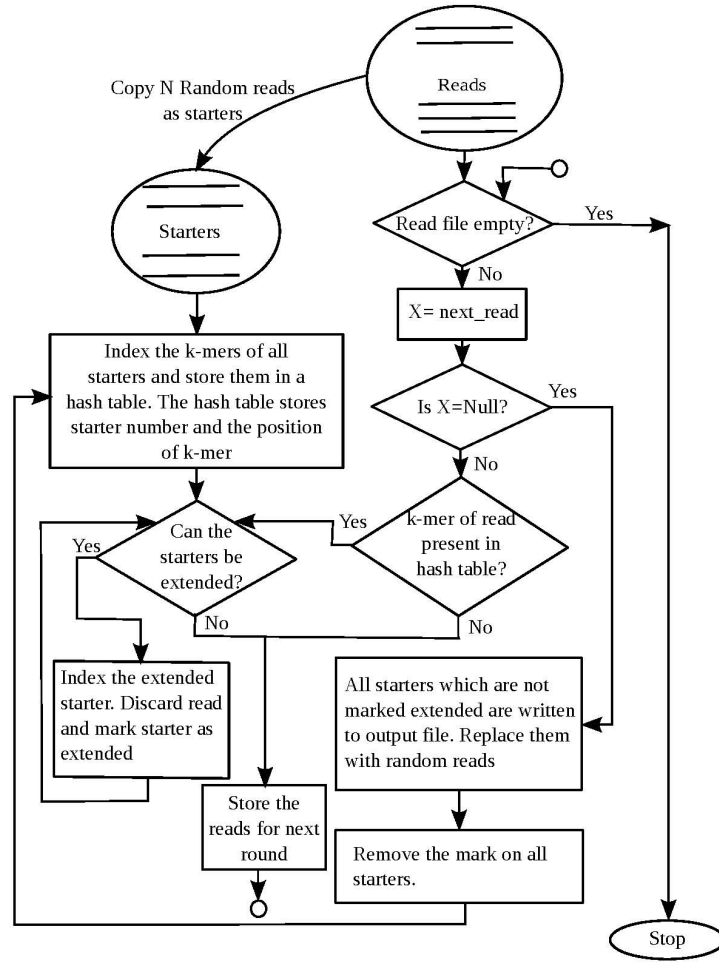 Reads
Copy N Random reads
as starters
Starters
Read file empty?
Yes
No
X= next_read
Index the k-mers of all
starters and store them in a
hash table. The hash table stores
starter number and the position
of k-mer
Is X=Null?
Yes
No
Can the
starters be
extended?
Yes
No
k-mer of read
present in
hash table?
Yes
No
Index the extended
starter. Discard read
and mark starter as
extended
All starters which are not
marked extended are written
to output file. Replace them
with random reads
Store the
reads for next
round
Remove the mark on all
starters.
Stop